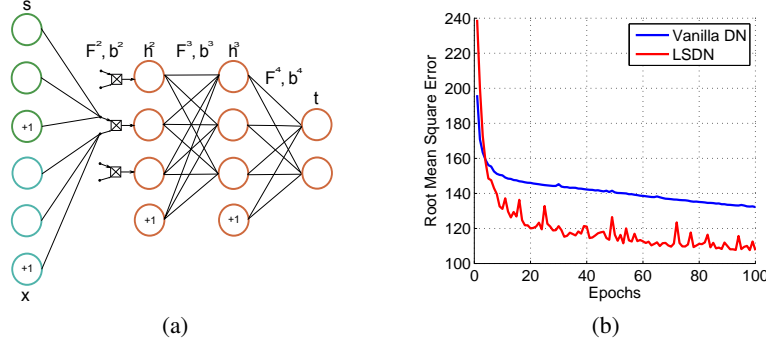 s
F², b²
h²
F³, b³
h³
F⁴, b⁴
t
+1
+1
+1
+1
x
(a)
Root Mean Square Error
240
220
200
180
160
140
120
100
0
20
40
60
80
100
Epochs
Vanilla DN
LSDN
(b)